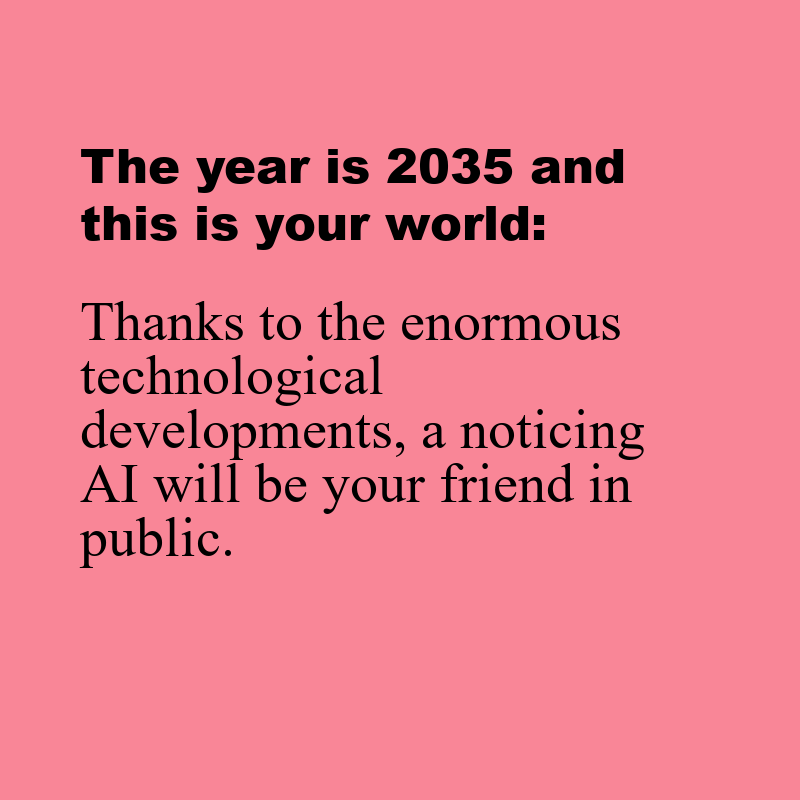 The year is 2035 and
this is your world:
Thanks to the enormous
technological
developments, a noticing
AI will be your friend in
public.